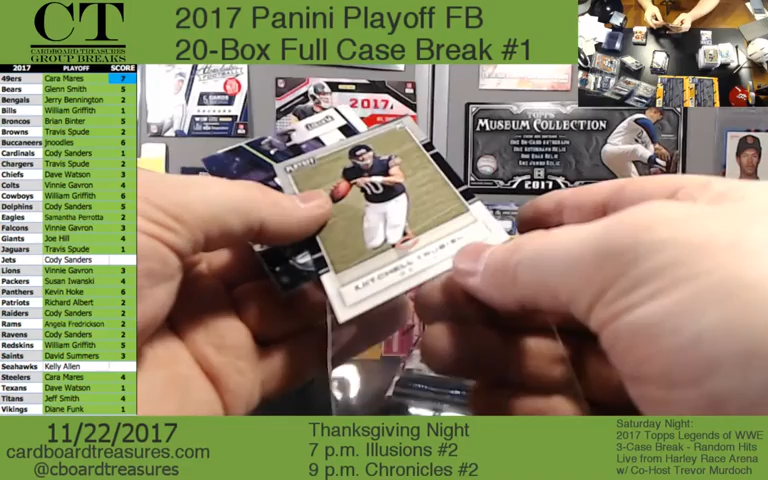 CT
CARDBOARD TREASURES
GROUP BREAKS
2017 Panini Playoff FB
20-Box Full Case Break #1
2017 PLAYOFF SCORE
49ers Cara Mares 7
Bears Glenn Smith 5
Bengals Jerry Bennington 2
Bills William Griffith 1
Broncos Brian Binter 5
Browns Travis Spude 2
Buccaneers Jnoodles 6
Cardinals Cody Sanders 1
Chargers Travis Spude 2
Chiefs Dave Watson 3
Colts Vinnie Gavron 4
Cowboys William Griffith 6
Dolphins Cody Sanders 5
Eagles Samantha Perrotta 2
Falcons Vinnie Gavron 3
Giants Joe Hill 4
Jaguars Travis Spude 1
Jets Cody Sanders
Lions Vinnie Gavron 3
Packers Susan Iwanski 4
Panthers Kevin Hoke 6
Patriots Richard Albert 2
Raiders Cody Sanders 2
Rams Angela Fredrickson 2
Ravens Cody Sanders 2
Redskins William Griffith 5
Saints David Summers 3
Seahawks Kelly Allen
Steelers Cara Mares 4
Texans Dave Watson 1
Titans Jeff Smith 4
Vikings Diane Funk 1
2017
TOPPS
MUSEUM COLLECTION
2017
PLAYOFF
MITCHELL
11/22/2017
cardboardtreasures.com
@cboardtreasures
Thanksgiving Night
7 p.m. Illusions #2
9 p.m. Chronicles #2
Saturday Night:
2017 Topps Legends of WWE
3-Case Break - Random Hits
Live from Harley Race Arena
w/ Co-Host Trevor Murdoch